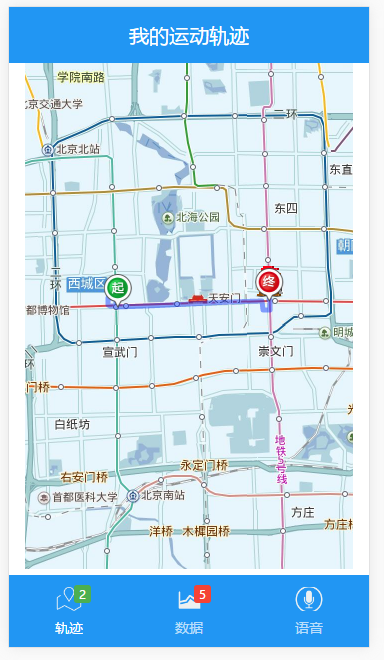 我的运动轨迹
学院南路
京交通大学
二环
北京北站
东直
北海公园
东四
朝阳
二环
西城区
起
终
天安门
都博物馆
明城
宣武门
崇文门
环
门桥
白纸坊
地铁5号线
永定门桥
右安门桥
首都医科大学
北京南站
方庄
洋桥
木樨园桥
方庄桥
2
5
轨迹
数据
语音